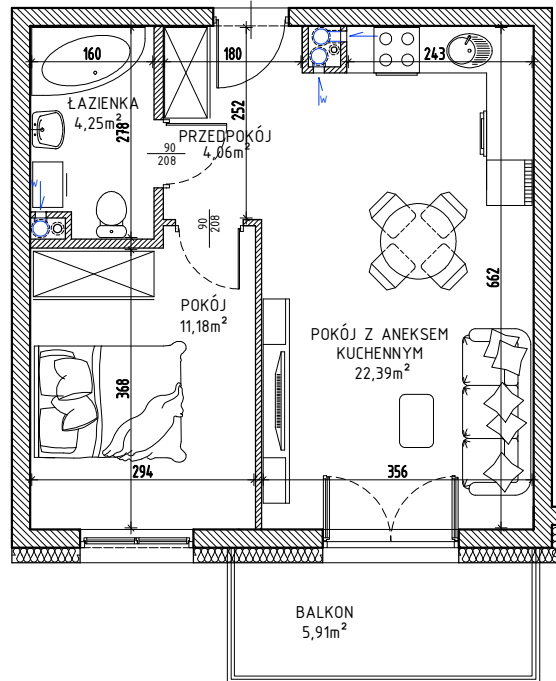 160
180
243
ŁAZIENKA
4,25m²
278
252
PRZEDPOKÓJ
4,06m²
90
208
w
w
90
208
662
POKÓJ
11,18m²
POKÓJ Z ANEKSEM
KUCHENNYM
22,39m²
368
294
356
BALKON
5,91m²